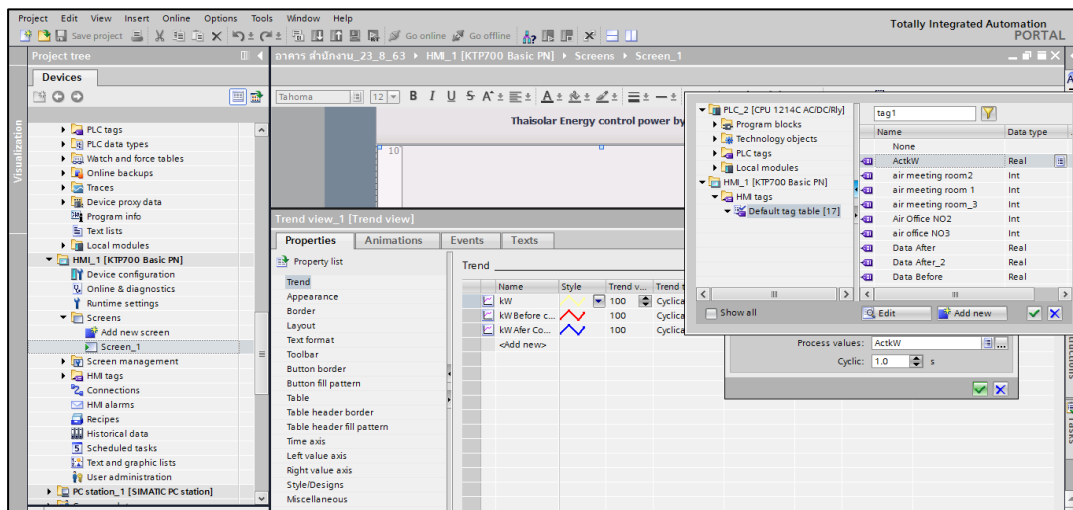 Project Edit View Insert Online Options Tools Window Help
Totally Integrated Automation
PORTAL
Save project Go online Go offline
Project tree
อาคาร สำนักงาน_23_8_63 HMI_1 [KTP700 Basic PN] Screens Screen_1
Devices
Visualization
PLC tags
PLC data types
Watch and force tables
Online backups
Traces
Device proxy data
Program info
Text lists
Local modules
HMI_1 [KTP700 Basic PN]
Device configuration
Online & diagnostics
Runtime settings
Screens
Add new screen
Screen_1
Screen management
HMI tags
Connections
HMI alarms
Recipes
Historical data
Scheduled tasks
Text and graphic lists
User administration
PC station_1 [SIMATIC PC station]
Tahoma 12 B I U S A
Thaisolar Energy control power by
10
Trend view_1 [Trend view]
Properties Animations Events Texts
Property list
Trend
Appearance
Border
Layout
Text format
Toolbar
Button border
Button fill pattern
Table
Table header border
Table header fill pattern
Time axis
Left value axis
Right value axis
Style/Designs
Miscellaneous
Trend
Name Style Trend v... Trend t
kW 100 Cyclica
kW Before c... 100 Cyclica
kW Afer Co... 100 Cyclica
<Add new>
PLC_2 [CPU 1214C AC/DC/Rly]
Program blocks
Technology objects
PLC tags
Local modules
HMI_1 [KTP700 Basic PN]
HMI tags
Default tag table [17]
tag1
Name Data type
None
ActkW Real
air meeting room2 Int
air meeting room 1 Int
air meeting room_3 Int
Air Office NO2 Int
air office NO3 Int
Data After Real
Data After_2 Real
Data Before Real
Show all Edit Add new
Process values: ActkW ...
Cyclic: 1.0 s
Tasks